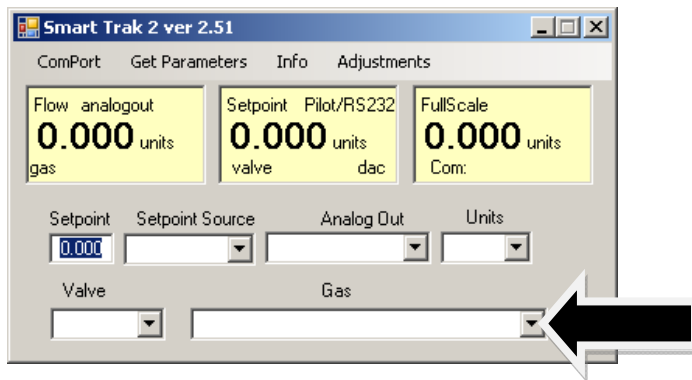 Smart Trak 2 ver 2.51
ComPort Get Parameters Info Adjustments
Flow analogout
0.000 units
gas
Setpoint Pilot/RS232
0.000 units
valve dac
FullScale
0.000 units
Com:
Setpoint Setpoint Source Analog Out Units
0.000
Valve Gas